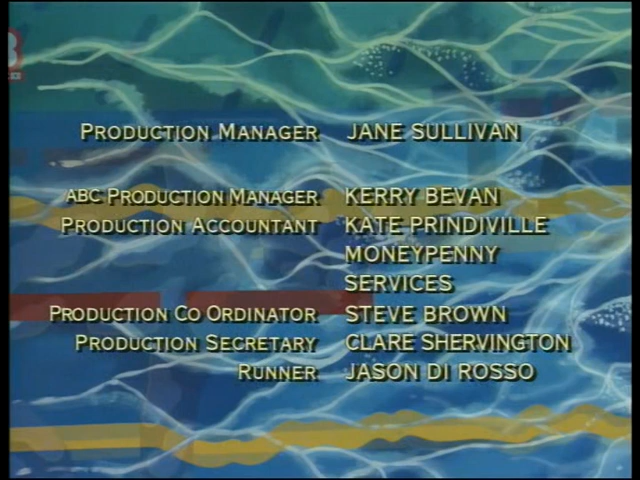 PRODUCTION MANAGER JANE SULLIVAN
ABC PRODUCTION MANAGER KERRY BEVAN
PRODUCTION ACCOUNTANT KATE PRINDIVILLE
MONEYPENNY
SERVICES
PRODUCTION CO ORDINATOR STEVE BROWN
PRODUCTION SECRETARY CLARE SHERVINGTON
RUNNER JASON DI ROSSO